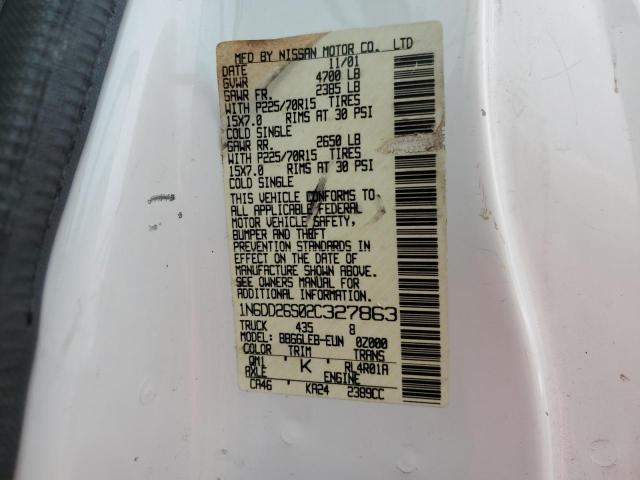 MFD BY NISSAN MOTOR CO. LTD
DATE 11/01
GVWR 4700 LB
GAWR FR. 2385 LB
WITH P225/70R15 TIRES
15X7.0 RIMS AT 30 PSI
COLD SINGLE
GAWR RR. 2650 LB
WITH P225/70R15 TIRES
15X7.0 RIMS AT 30 PSI
COLD SINGLE
THIS VEHICLE CONFORMS TO
ALL APPLICABLE FEDERAL
MOTOR VEHICLE SAFETY,
BUMPER AND THEFT
PREVENTION STANDARDS IN
EFFECT ON THE DATE OF
MANUFACTURE SHOWN ABOVE.
SEE OWNERS MANUAL FOR
ADDITIONAL INFORMATION.
1N6DD26S02C327863
TRUCK 435 8
MODEL: BBGGLEB-EUN 0Z000
COLOR TRIM TRANS
QM1 K RL4R01A
AXLE ENGINE
CA46 KA24 2389CC